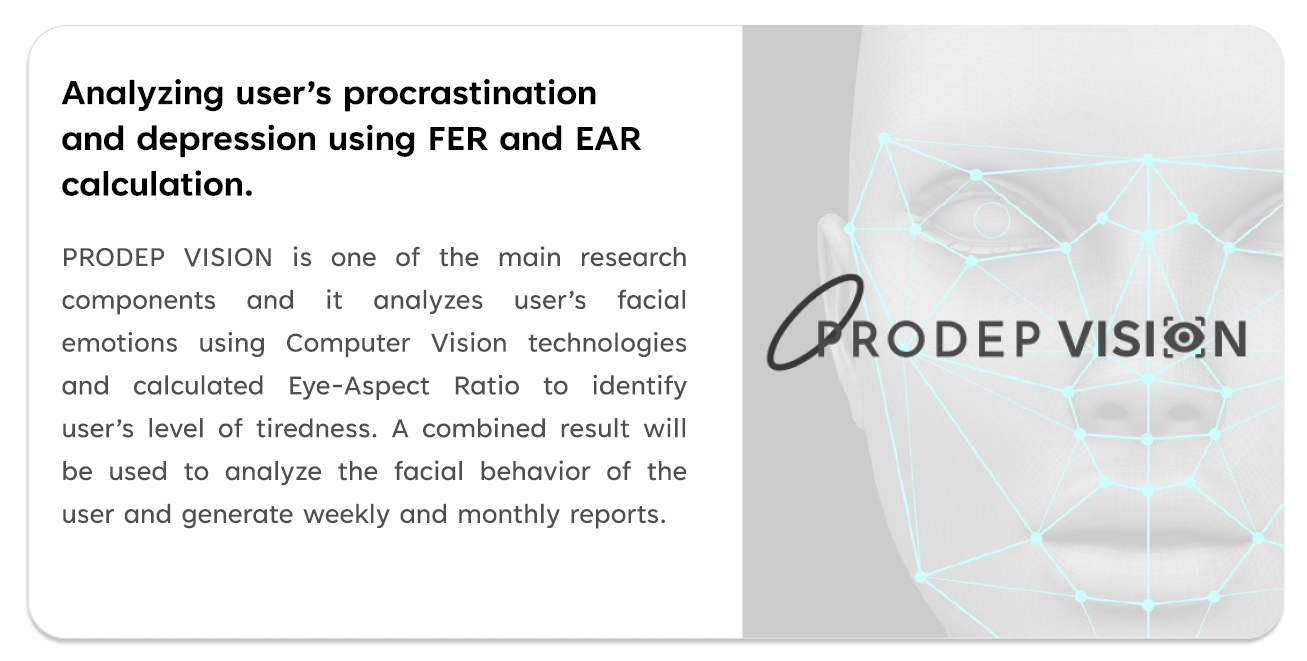 Analyzing user’s procrastination
and depression using FER and EAR
calculation.
PRODEP VISION is one of the main research
components and it analyzes user’s facial
emotions using Computer Vision technologies
and calculated Eye-Aspect Ratio to identify
user’s level of tiredness. A combined result will
be used to analyze the facial behavior of the
user and generate weekly and monthly reports.
PRODEP VISION